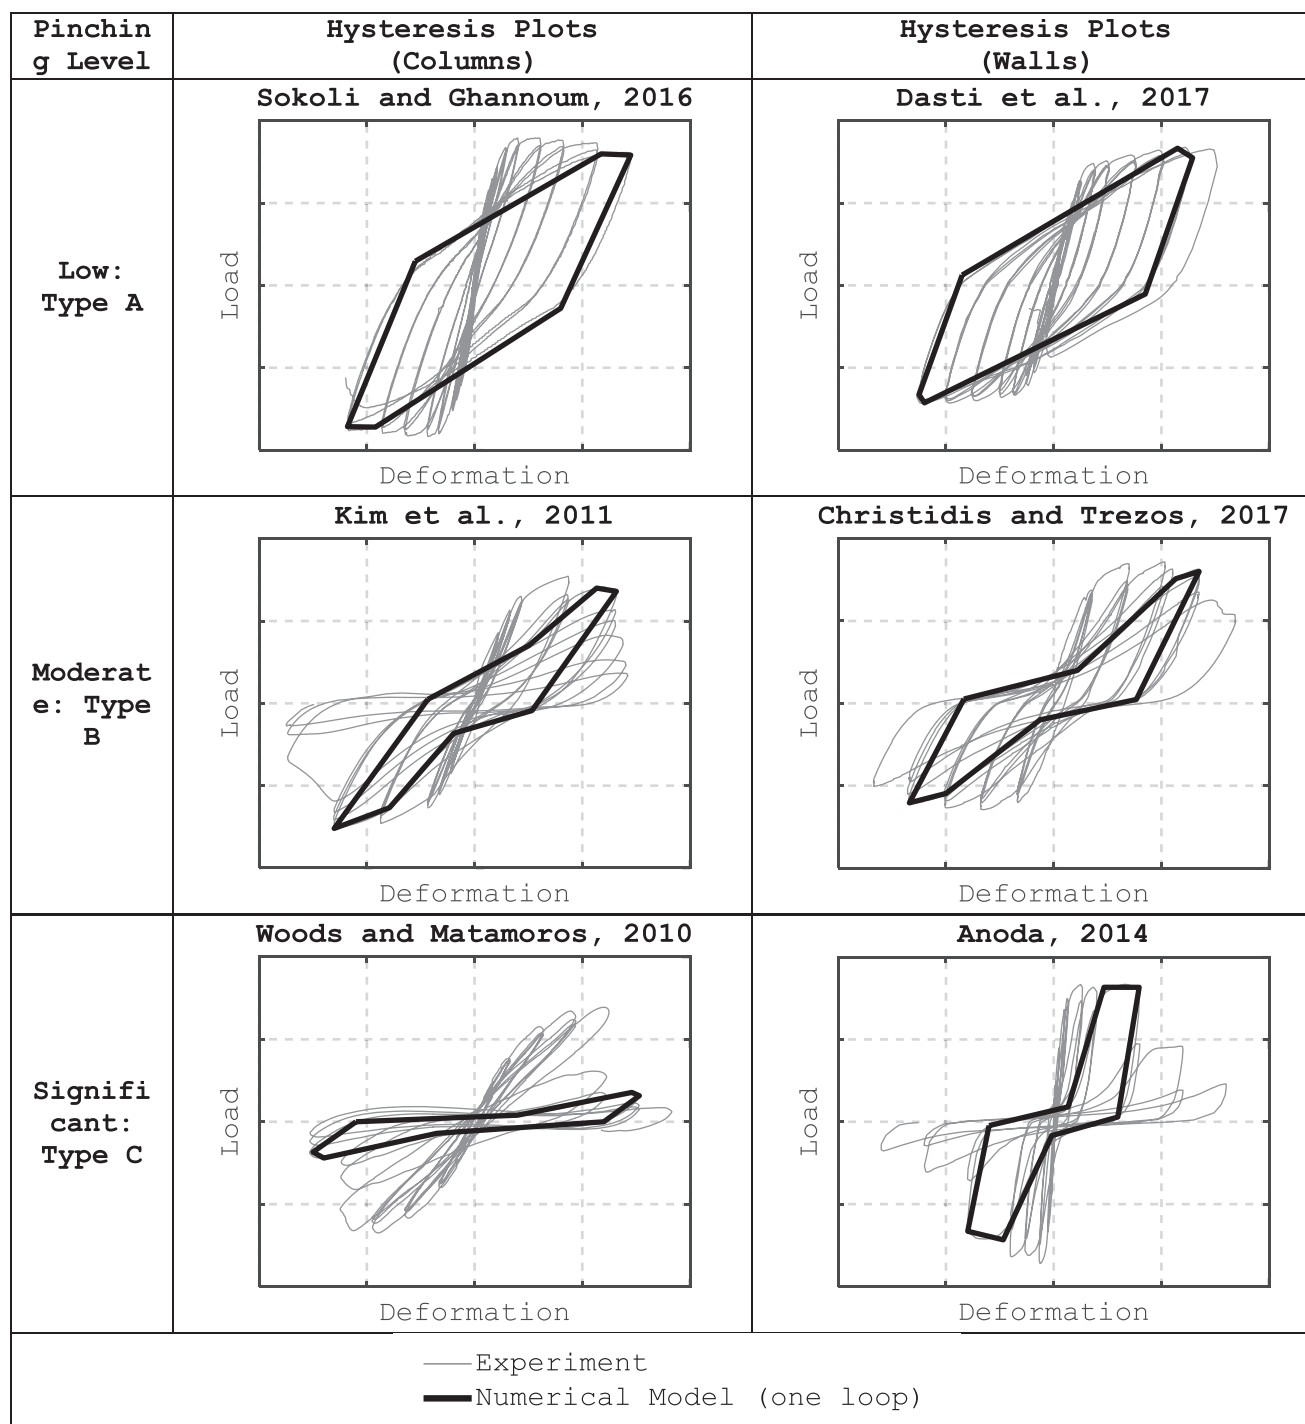 Pinchin
g Level
Hysteresis Plots
(Columns)
Hysteresis Plots
(Walls)
Low:
Type A
Sokoli and Ghannoum, 2016
Load
Deformation
Dasti et al., 2017
Load
Deformation
Moderat
e: Type
B
Kim et al., 2011
Load
Deformation
Christidis and Trezos, 2017
Load
Deformation
Signifi
cant:
Type C
Woods and Matamoros, 2010
Load
Deformation
Anoda, 2014
Load
Deformation
Experiment
Numerical Model (one loop)